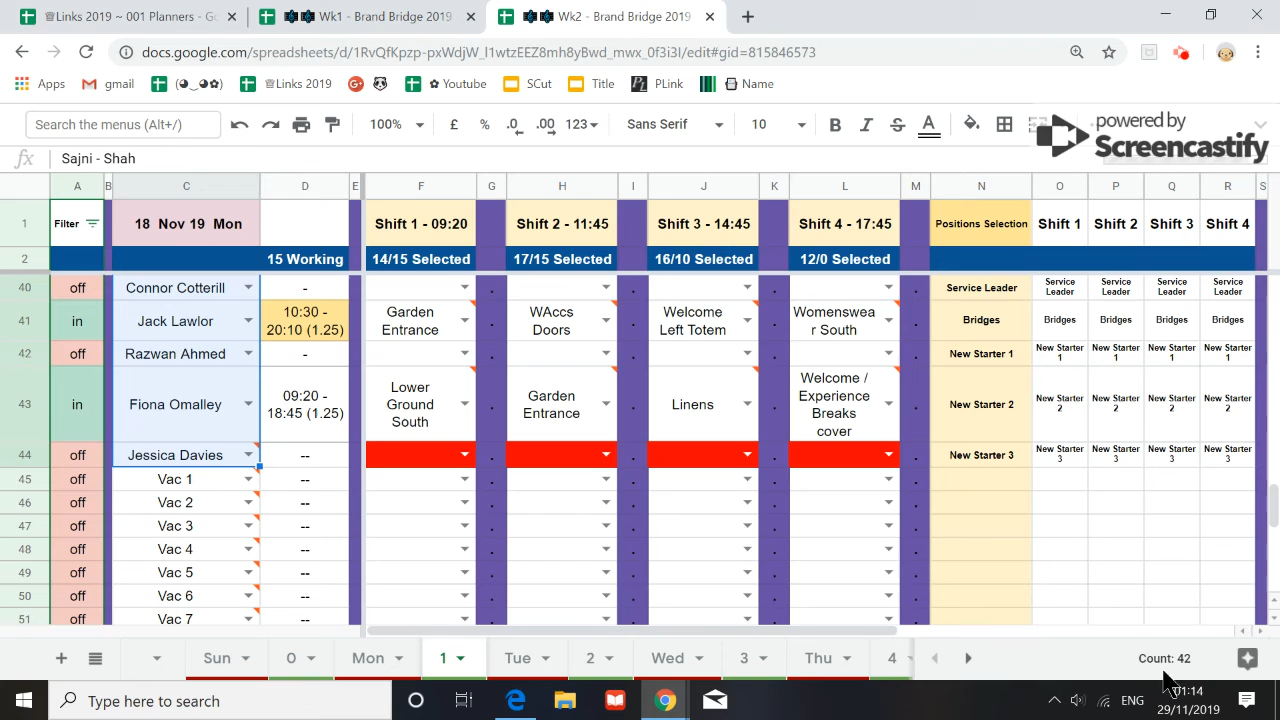 Links 2019 ~ 001 Planners - Go
Wk1 - Brand Bridge 2019
Wk2 - Brand Bridge 2019
docs.google.com/spreadsheets/d/1RvQfKpzp-pxWdjW_l1wtzEEZ8mh8yBwd_mwx_0f3i3I/edit#gid=815846573
Apps gmail (◕‿◕✿) Links 2019 ✿ Youtube SCut Title PLink Name
Search the menus (Alt+/) 100% £ % .0 .00 123 Sans Serif 10 B I S A
powered by
Screencastify
fx Sajni - Shah
A B C D E F G H I J K L M N O P Q R S
1 Filter 18 Nov 19 Mon Shift 1 - 09:20 Shift 2 - 11:45 Shift 3 - 14:45 Shift 4 - 17:45 Positions Selection Shift 1 Shift 2 Shift 3 Shift 4
2 15 Working 14/15 Selected 17/15 Selected 16/10 Selected 12/0 Selected
40 off Connor Cotterill - . . . . Service Leader Service Leader Service Leader Service Leader Service Leader
41 in Jack Lawlor 10:30 - 20:10 (1.25) Garden Entrance . WAccs Doors . Welcome Left Totem . Womenswear South . Bridges Bridges Bridges Bridges Bridges
42 off Razwan Ahmed - . . . . New Starter 1 New Starter 1 New Starter 1 New Starter 1 New Starter 1
43 in Fiona Omalley 09:20 - 18:45 (1.25) Lower Ground South . Garden Entrance . Linens . Welcome / Experience Breaks cover . New Starter 2 New Starter 2 New Starter 2 New Starter 2 New Starter 2
44 off Jessica Davies -- . . . . New Starter 3 New Starter 3 New Starter 3 New Starter 3 New Starter 3
45 off Vac 1 -- . . . .
46 off Vac 2 -- . . . .
47 off Vac 3 -- . . . .
48 off Vac 4 -- . . . .
49 off Vac 5 -- . . . .
50 off Vac 6 -- . . . .
51 off Vac 7 -- . . . .
Sun 0 Mon 1 Tue 2 Wed 3 Thu 4 Count: 42
Type here to search ENG 01:14
29/11/2019